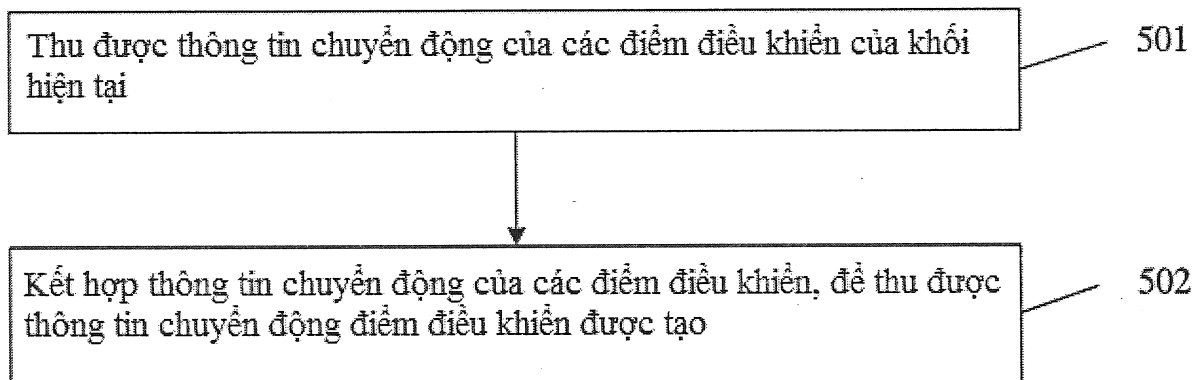 Thu được thông tin chuyển động của các điểm điều khiển của khối
hiện tại
501
Kết hợp thông tin chuyển động của các điểm điều khiển, để thu được
thông tin chuyển động điểm điều khiển được tạo
502